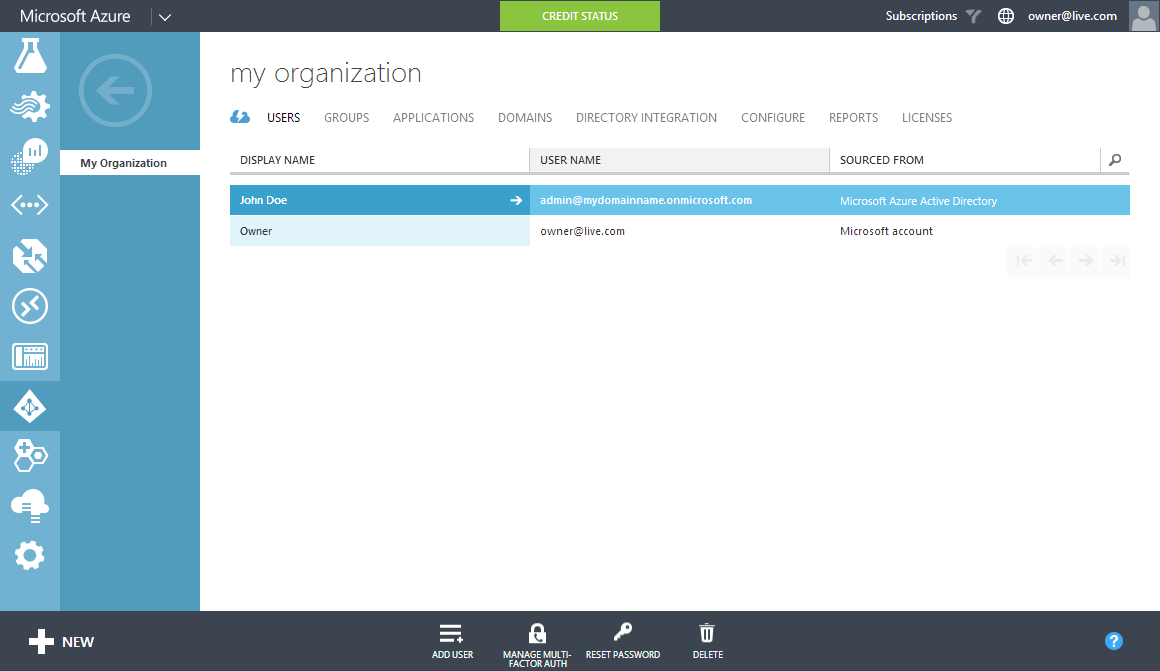 Microsoft Azure
CREDIT STATUS
Subscriptions
owner@live.com
My Organization
my organization
USERS GROUPS APPLICATIONS DOMAINS DIRECTORY INTEGRATION CONFIGURE REPORTS LICENSES
DISPLAY NAME USER NAME SOURCED FROM
John Doe admin@mydomainname.onmicrosoft.com Microsoft Azure Active Directory
Owner owner@live.com Microsoft account
NEW
ADD USER
MANAGE MULTI-
FACTOR AUTH
RESET PASSWORD
DELETE
?